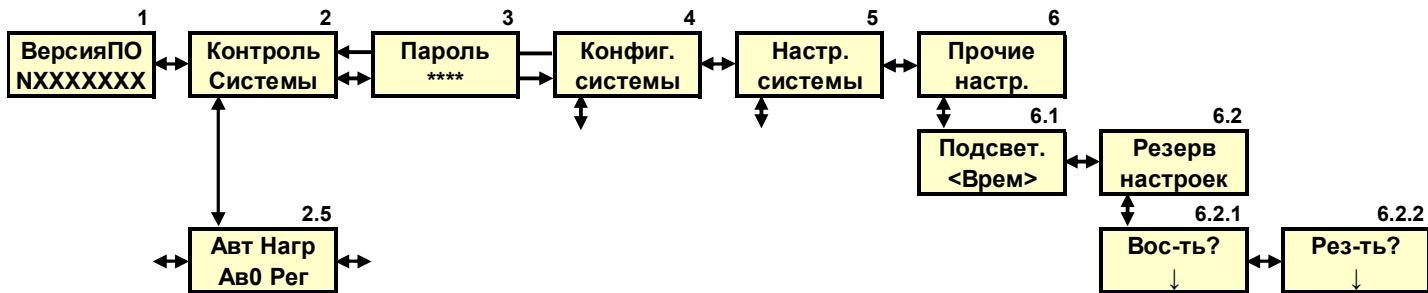 1
ВерсияПО
NXXXXXXX
2
Контроль
Системы
3
Пароль
****
4
Конфиг.
системы
5
Настр.
системы
6
Прочие
настр.
6.1
Подсвет.
<Врем>
6.2
Резерв
настроек
2.5
Авт Нагр
Ав0 Рег
6.2.1
Вос-ть?
↓
6.2.2
Рез-ть?
↓